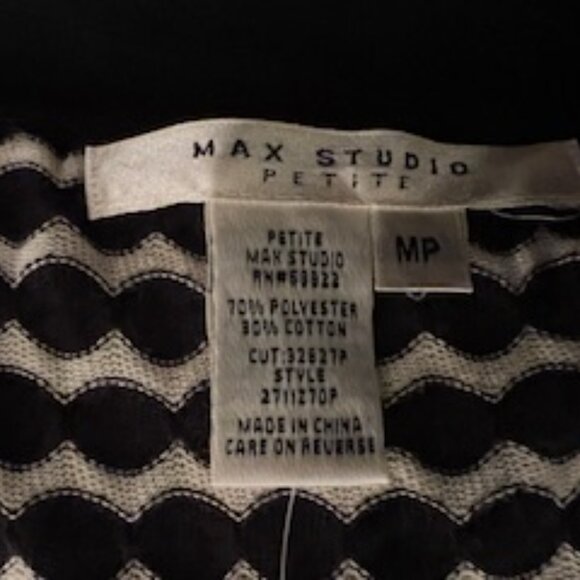 MAX STUDIO
PETITE
MP
PETITE
MAX STUDIO
RN#69922
70% POLYESTER
30% COTTON
CUT:32627P
STYLE
2711270P
MADE IN CHINA
CARE ON REVERSE